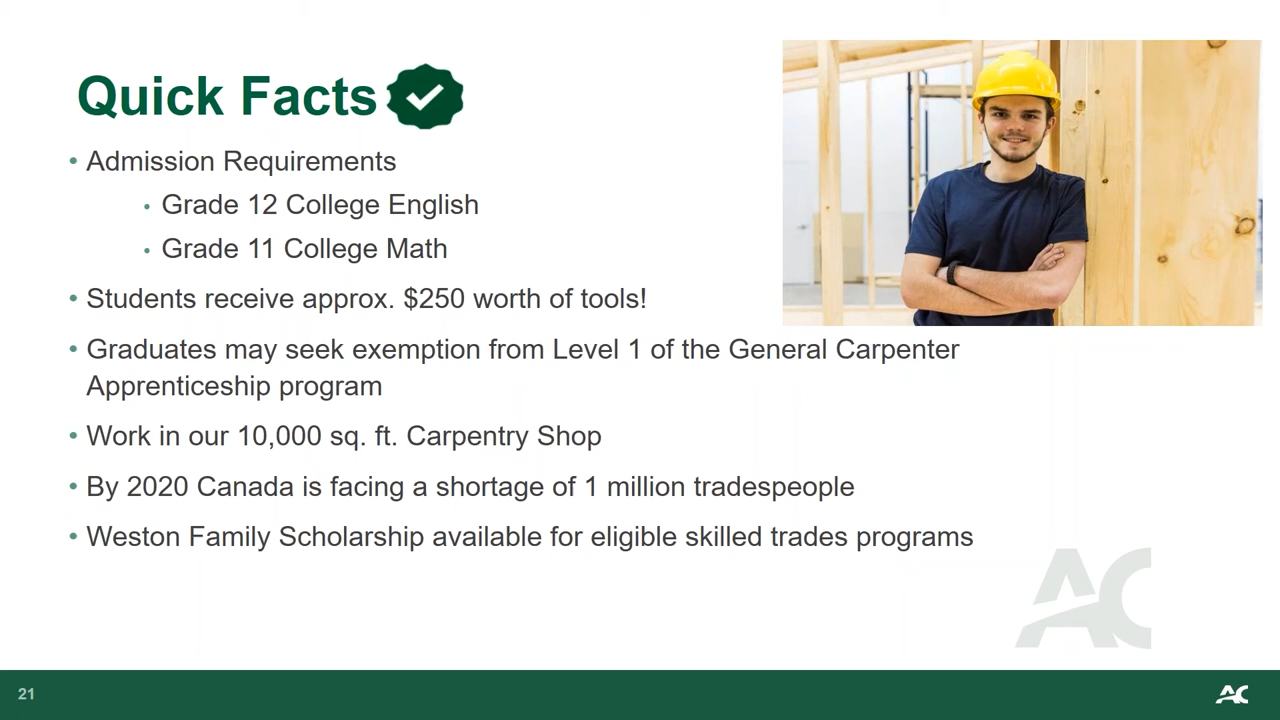 Quick Facts
• Admission Requirements
• Grade 12 College English
• Grade 11 College Math
• Students receive approx. $250 worth of tools!
• Graduates may seek exemption from Level 1 of the General Carpenter
Apprenticeship program
• Work in our 10,000 sq. ft. Carpentry Shop
• By 2020 Canada is facing a shortage of 1 million tradespeople
• Weston Family Scholarship available for eligible skilled trades programs
AC
21
AC